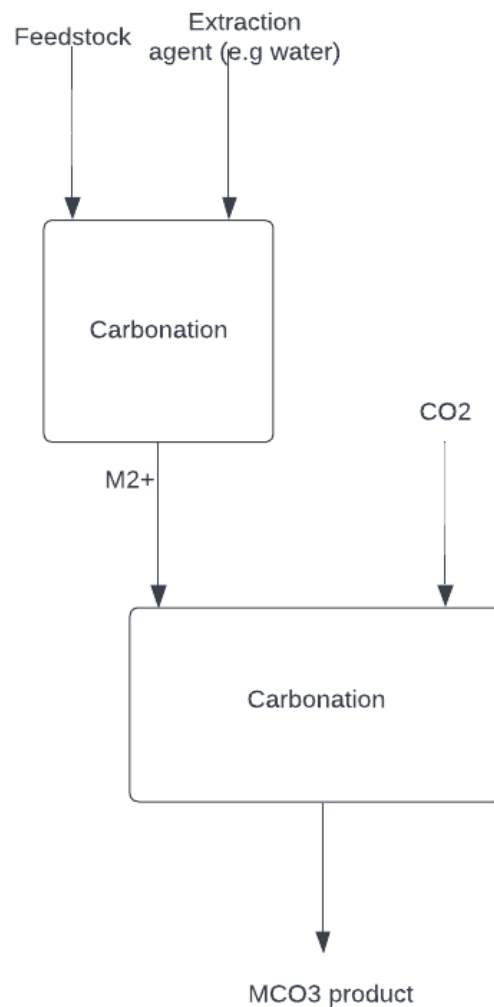 Feedstock
Extraction
agent (e.g water)
Carbonation
M2+
CO2
Carbonation
MCO3 product